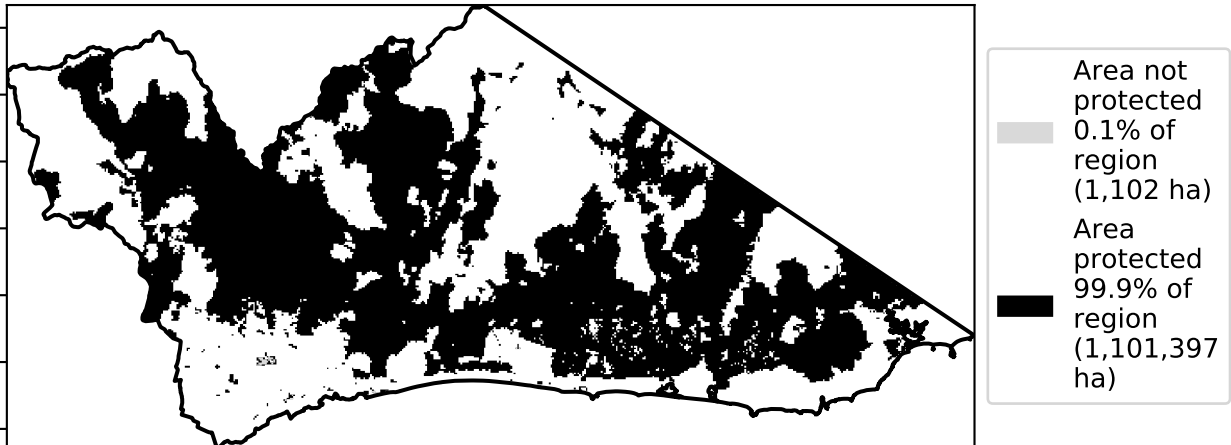 Area not
protected
0.1% of
region
(1,102 ha)
Area
protected
99.9% of
region
(1,101,397
ha)